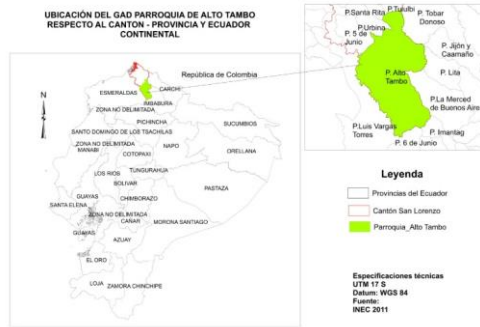 UBICACIÓN DEL GAD PARROQUIA DE ALTO TAMBO
RESPECTO AL CANTON - PROVINCIA Y ECUADOR
CONTINENTAL
República de Colombia
N
ESMERALDAS
CARCHI
IMBABURA
ZONA NO DELIMITADA
PICHINCHA
SUCUMBIOS
SANTO DOMINGO DE LOS TSACHILAS
ZONA NO DELIMITADA
NAPO
ORELLANA
MANABI
COTOPAXI
TUNGURAHUA
LOS RIOS
PASTAZA
BOLIVAR
GUAYAS
CHIMBORAZO
SANTA ELENA
ZONA NO DELIMITADA
MORONA SANTIAGO
CAÑAR
GUAYAS
AZUAY
EL ORO
LOJA
ZAMORA CHINCHIPE
P.Santa Rita
P.Tululbi
P. Tobar
Donoso
P.Urbina
P. 5 de
Junio
P. Jijón y
Caamaño
P. Alto
Tambo
P. Lita
P.La Merced
de Buenos Aire
P.Luis Vargas
Torres
P. Imantag
P. 6 de Junio
Leyenda
Provincias del Ecuador
Cantón San Lorenzo
Parroquia_Alto Tambo
Especificaciones técnicas
UTM 17 S
Datum: WGS 84
Fuente:
INEC 2011